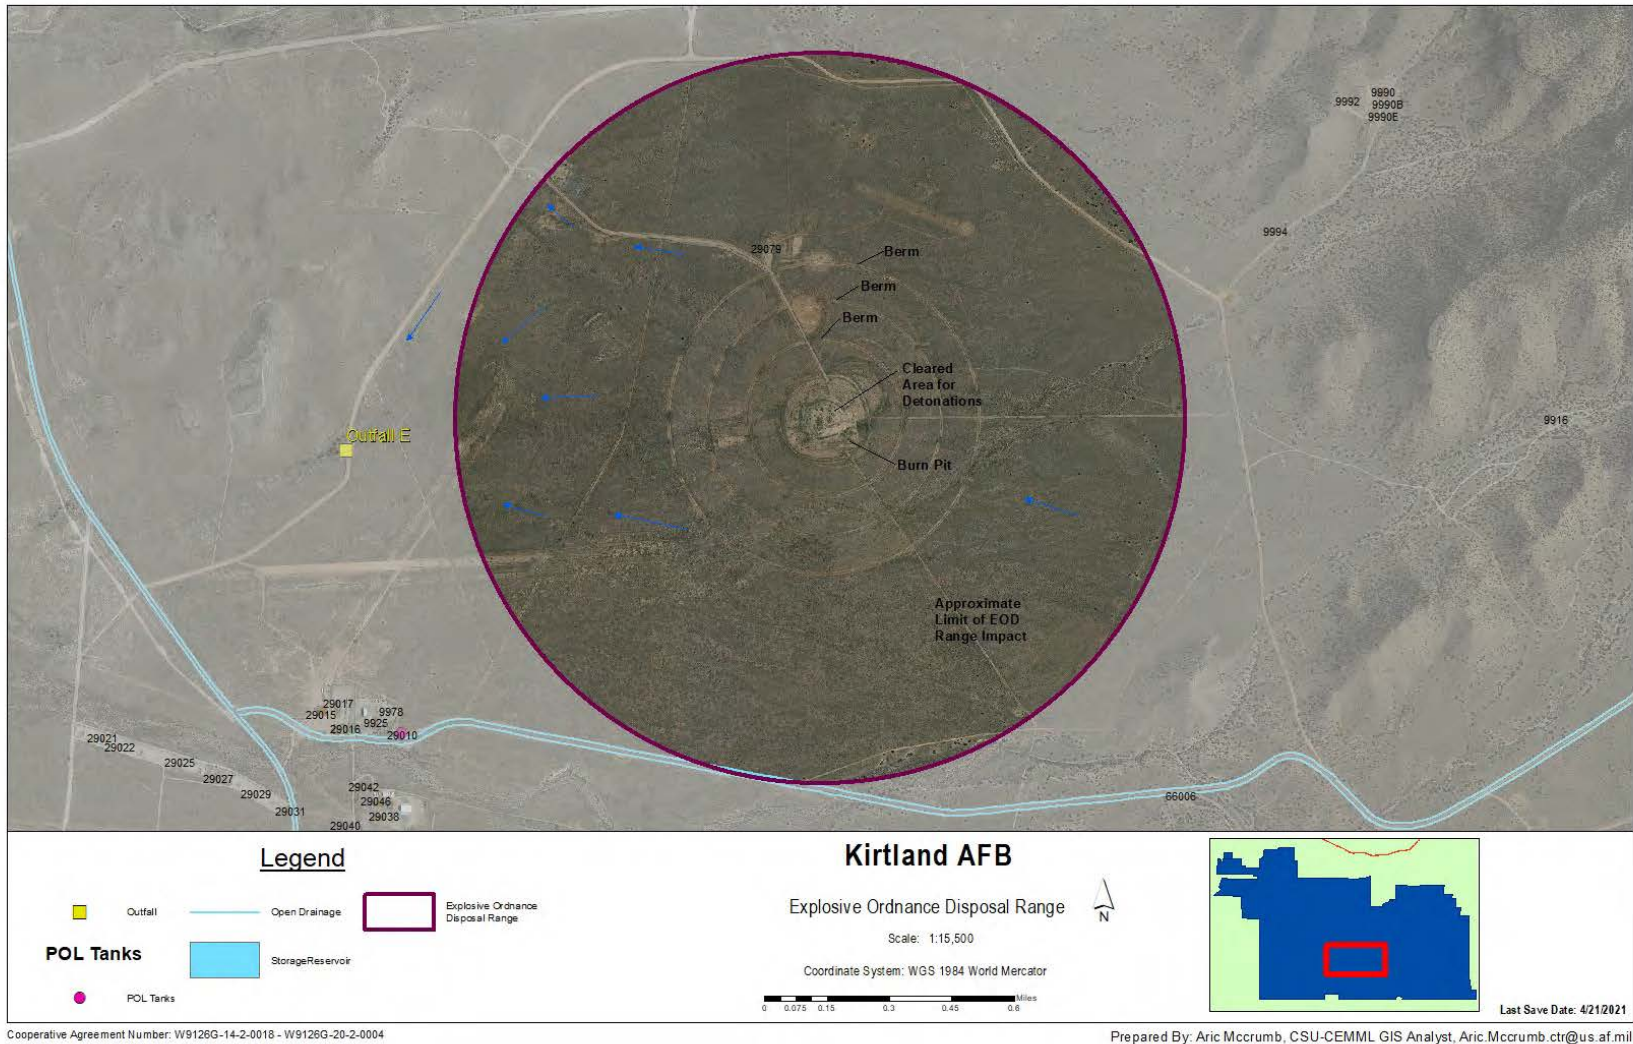 9990
9992
9990B
9990E
9994
29079
Berm
Berm
Berm
Cleared
Area for
Detonations
9916
Outfall E
Burn Pit
Approximate
Limit of EOD
Range Impact
29017
29015
9978
9925
29016
29010
29021
29022
29025
29027
29029
29031
29042
29046
29038
29040
66006
Legend
Outfall
Open Drainage
Explosive Ordnance
Disposal Range
POL Tanks
StorageReservoir
POL Tanks
Kirtland AFB
Explosive Ordnance Disposal Range
N
Scale: 1:15,500
Coordinate System: WGS 1984 World Mercator
Miles
0 0.075 0.15 0.3 0.45 0.6
Last Save Date: 4/21/2021
Cooperative Agreement Number: W9126G-14-2-0018 - W9126G-20-2-0004
Prepared By: Aric Mccrumb, CSU-CEMML GIS Analyst, Aric.Mccrumb.ctr@us.af.mil